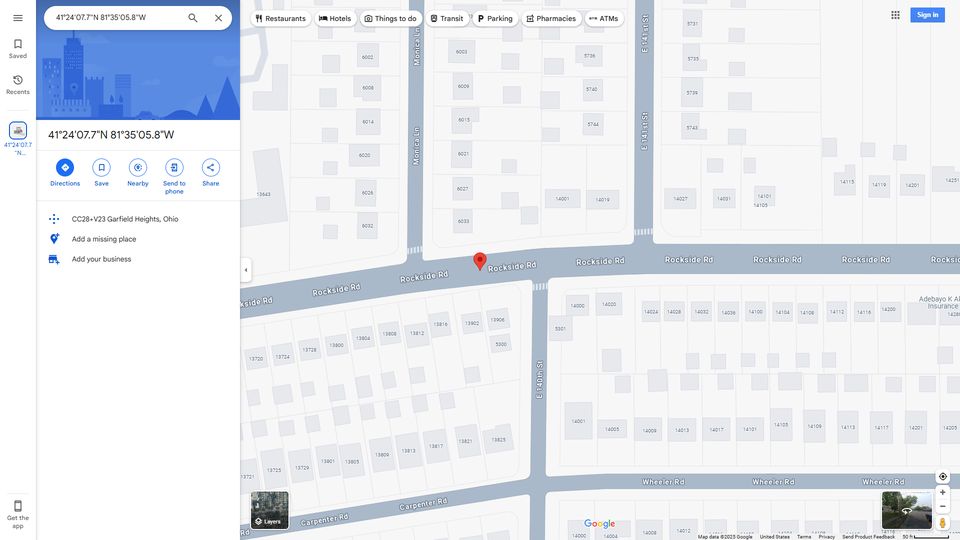 41°24'07.7"N 81°35'05.8"W
Restaurants
Hotels
Things to do
Transit
Parking
Pharmacies
ATMs
Sign in
Saved
Recents
41°24'07.7
"N...
Get the
app
41°24'07.7"N 81°35'05.8"W
Directions
Save
Nearby
Send to
phone
Share
CC28+V23 Garfield Heights, Ohio
Add a missing place
Add your business
Monica Ln
Monica Ln
E 141st St
E 141st St
6002
6008
6014
6020
6026
6032
13643
6003
6009
6015
6021
6027
6033
5736
5740
5744
14001
14019
5731
5735
5739
5743
14027
14031
14101
14105
14115
14119
14201
14251
kside Rd
Rockside Rd
Rockside Rd
Rockside Rd
Rockside Rd
Rockside Rd
Rockside Rd
Rockside Rd
13720
13724
13728
13800
13804
13808
13812
13816
13902
13906
5300
5301
14000
14020
14024
14028
14032
14036
14100
14104
14108
14112
14116
14200
Adebayo K A
Insurance
E 140th St
13721
13725
13729
13801
13805
13809
13813
13817
13821
13825
14001
14005
14009
14013
14017
14101
14105
14109
14113
14117
14201
14205
Wheeler Rd
Wheeler Rd
Wheeler Rd
Carpenter Rd
Carpenter Rd
14000
14004
14008
14012
Layers
Google
Map data ©2025 Google
United States
Terms
Privacy
Send Product Feedback
50 ft